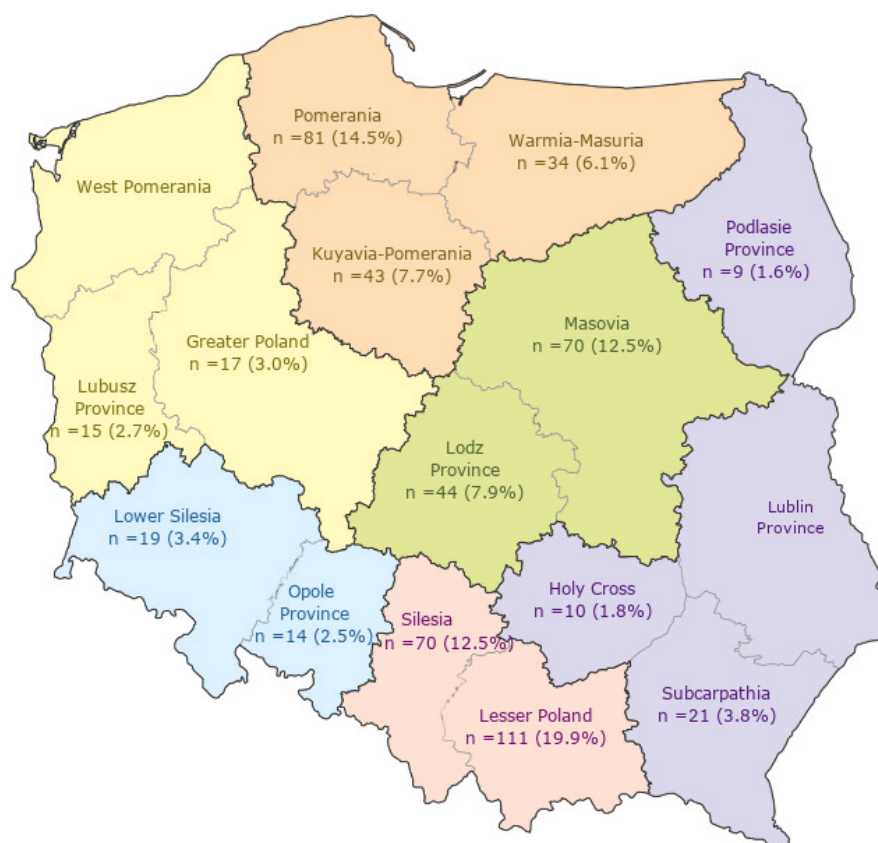 Pomerania
n =81 (14.5%)
Warmia-Masuria
n =34 (6.1%)
West Pomerania
Kuyavia-Pomerania
n =43 (7.7%)
Podlasie
Province
n =9 (1.6%)
Masovia
n =70 (12.5%)
Greater Poland
n =17 (3.0%)
Lubusz
Province
n =15 (2.7%)
Lodz
Province
n =44 (7.9%)
Lublin
Province
Lower Silesia
n =19 (3.4%)
Opole
Province
n =14 (2.5%)
Silesia
n =70 (12.5%)
Holy Cross
n =10 (1.8%)
Lesser Poland
n =111 (19.9%)
Subcarpathia
n =21 (3.8%)